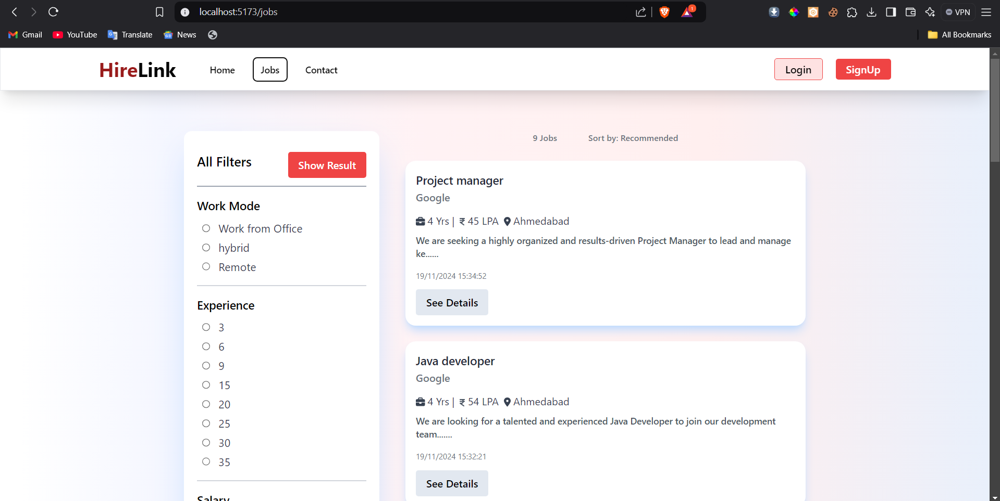 localhost:5173/jobs
1
VPN
Gmail YouTube Translate News
All Bookmarks
HireLink
Home Jobs Contact
Login SignUp
All Filters
Show Result
Work Mode
Work from Office
hybrid
Remote
Experience
3
6
9
15
20
25
30
35
Salary
9 Jobs Sort by: Recommended
Project manager
Google
4 Yrs | ₹ 45 LPA Ahmedabad
We are seeking a highly organized and results-driven Project Manager to lead and manage
ke......
19/11/2024 15:34:52
See Details
Java developer
Google
4 Yrs | ₹ 54 LPA Ahmedabad
We are looking for a talented and experienced Java Developer to join our development
team.......
19/11/2024 15:32:21
See Details